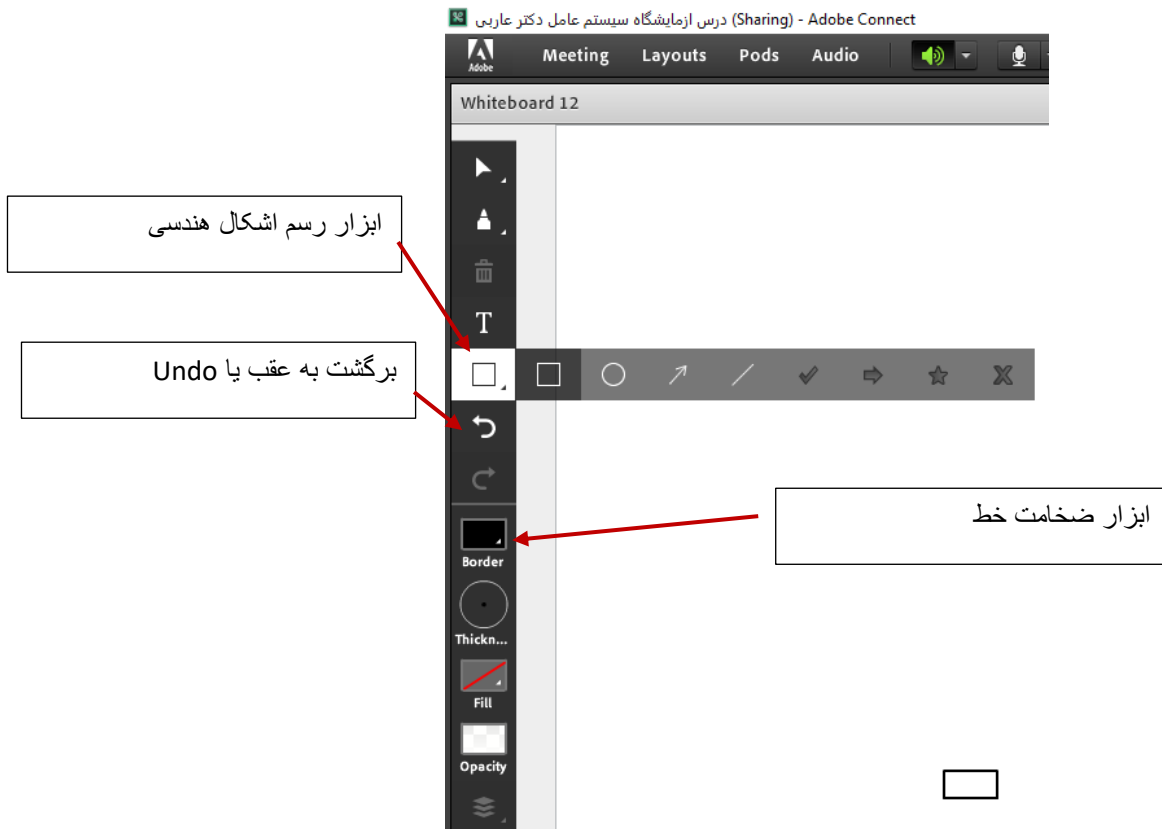 درس ازمایشگاه سیستم عامل دکتر عاربی (Sharing) - Adobe Connect
Adobe
Meeting Layouts Pods Audio
Whiteboard 12
ابزار رسم اشکال هندسی
T
برگشت به عقب یا Undo
ابزار ضخامت خط
Border
Thickn...
Fill
Opacity